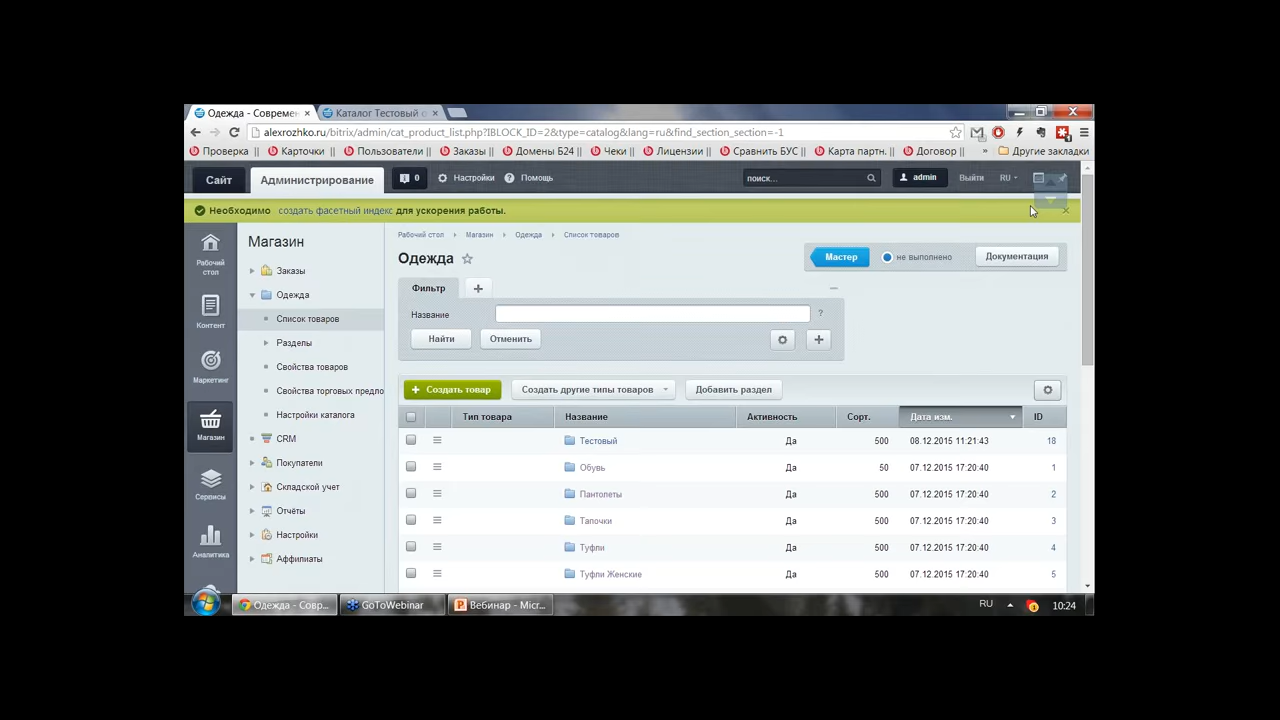 Одежда - Совреме
Каталог Тестовый о
alexrozhko.ru/bitrix/admin/cat_product_list.php?IBLOCK_ID=2&type=catalog&lang=ru&find_section_section=-1
Проверка || Карточки || Пользователи || Заказы || Домены Б24 || Чеки || Лицензии || Сравнить БУС || Карта партн. || Договор || » Другие закладки
Сайт Администрирование 0 Настройки Помощь поиск... admin Выйти RU
Необходимо создать фасетный индекс для ускорения работы.
Рабочий стол
Контент
Маркетинг
Магазин
Сервисы
Аналитика
Магазин
Заказы
Одежда
Список товаров
Разделы
Свойства товаров
Свойства торговых предло
Настройки каталога
CRM
Покупатели
Складской учет
Отчёты
Настройки
Аффилиаты
Рабочий стол Магазин Одежда Список товаров
Одежда
Мастер не выполнено Документация
Фильтр +
Название ?
Найти Отменить
+ Создать товар Создать другие типы товаров Добавить раздел
Тип товара Название Активность Сорт. Дата изм. ID
Тестовый Да 500 08.12.2015 11:21:43 18
Обувь Да 50 07.12.2015 17:20:40 1
Пантолеты Да 500 07.12.2015 17:20:40 2
Тапочки Да 500 07.12.2015 17:20:40 3
Туфли Да 500 07.12.2015 17:20:40 4
Туфли Женские Да 500 07.12.2015 17:20:40 5
Одежда - Совр... GoToWebinar Вебинар - Micr... RU 10:24